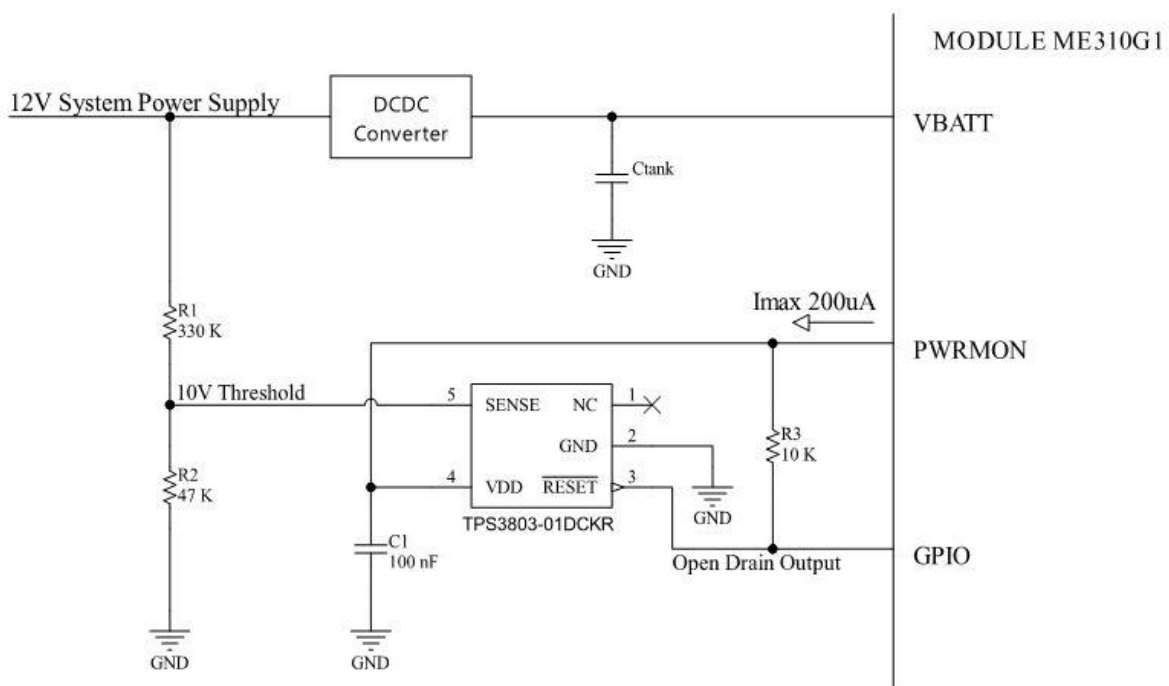 MODULE ME310G1
12V System Power Supply
DCDC
Converter
VBATT
Ctank
GND
Imax 200uA
R1
330 K
PWRMON
10V Threshold
5
SENSE
NC
1
GND
2
R3
10 K
R2
47 K
4
VDD
RESET
3
GND
TPS3803-01DCKR
C1
100 nF
Open Drain Output
GPIO
GND
GND